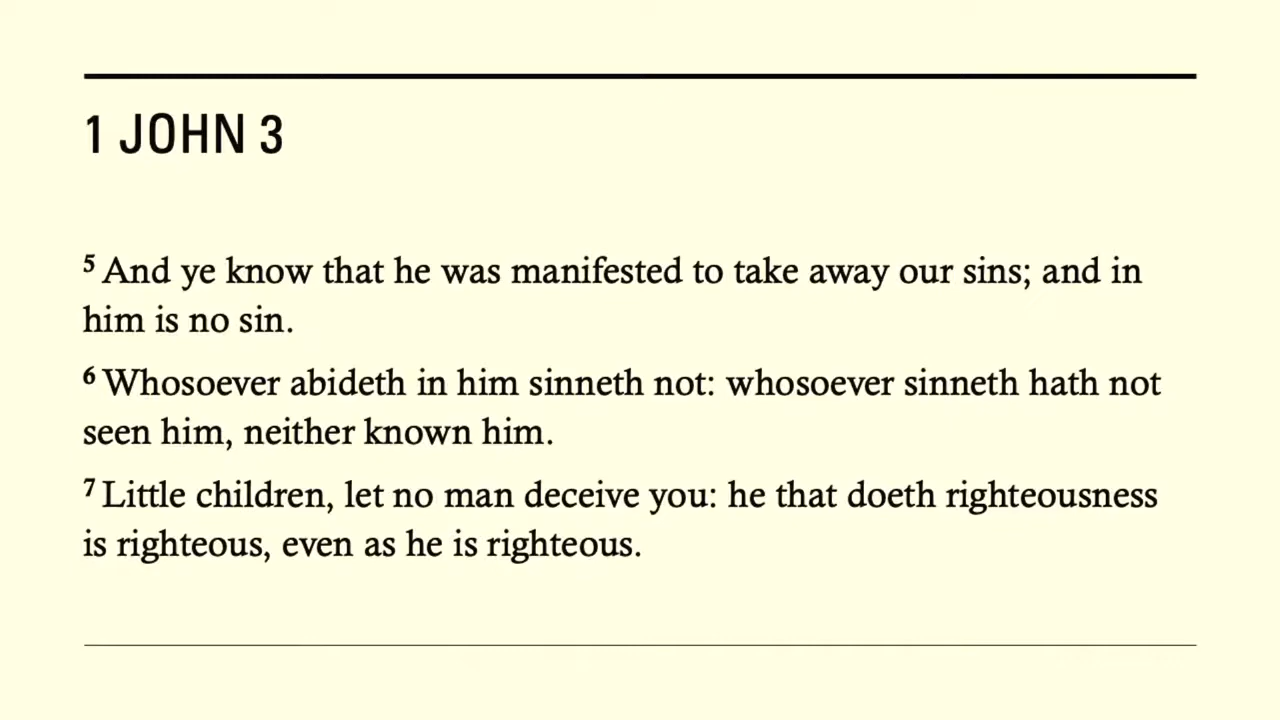 1 JOHN 3
5 And ye know that he was manifested to take away our sins; and in
him is no sin.
6 Whosoever abideth in him sinneth not: whosoever sinneth hath not
seen him, neither known him.
7 Little children, let no man deceive you: he that doeth righteousness
is righteous, even as he is righteous.